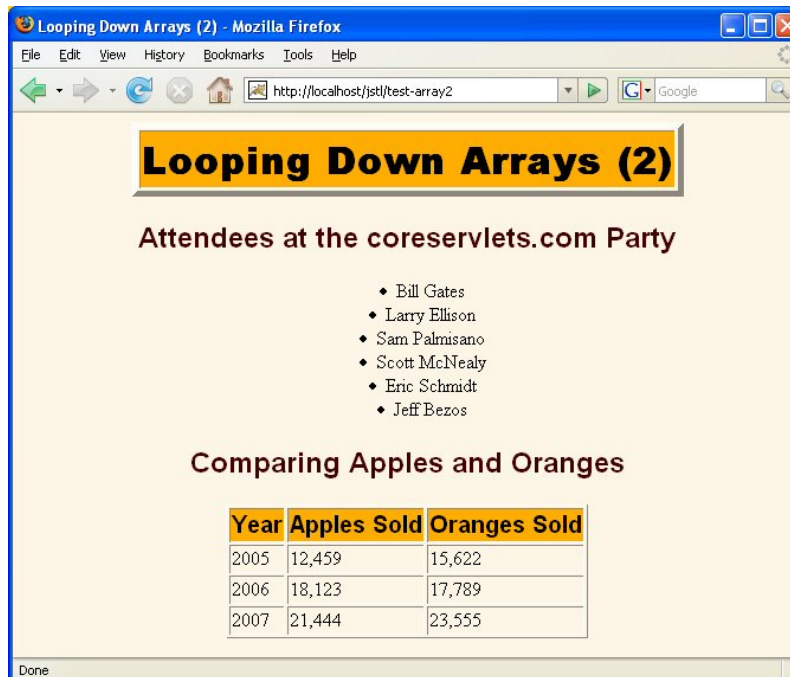 Looping Down Arrays (2) - Mozilla Firefox
File Edit View History Bookmarks Tools Help
http://localhost/jstl/test-array2 G Google
Looping Down Arrays (2)
Attendees at the coreservlets.com Party
• Bill Gates
• Larry Ellison
• Sam Palmisano
• Scott McNealy
• Eric Schmidt
• Jeff Bezos
Comparing Apples and Oranges
Year Apples Sold Oranges Sold
2005 12,459 15,622
2006 18,123 17,789
2007 21,444 23,555
Done